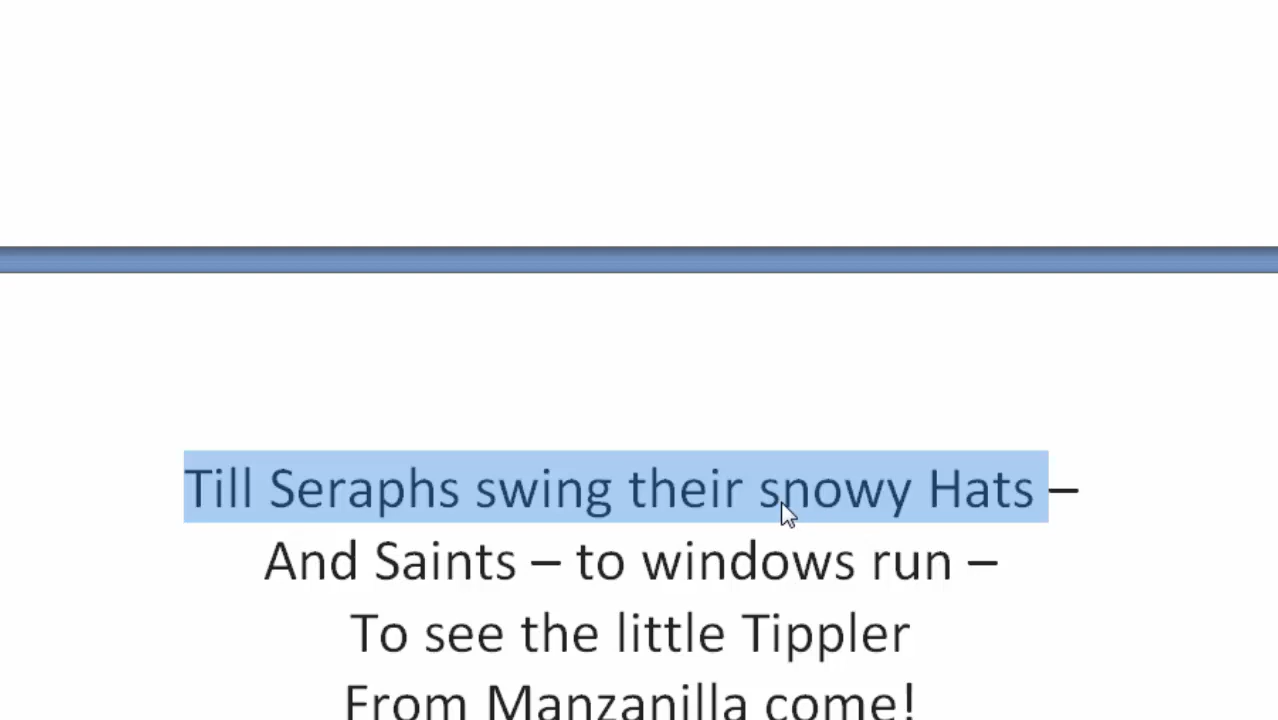 Till Seraphs swing their snowy Hats –
And Saints – to windows run –
To see the little Tippler
From Manzanilla come!